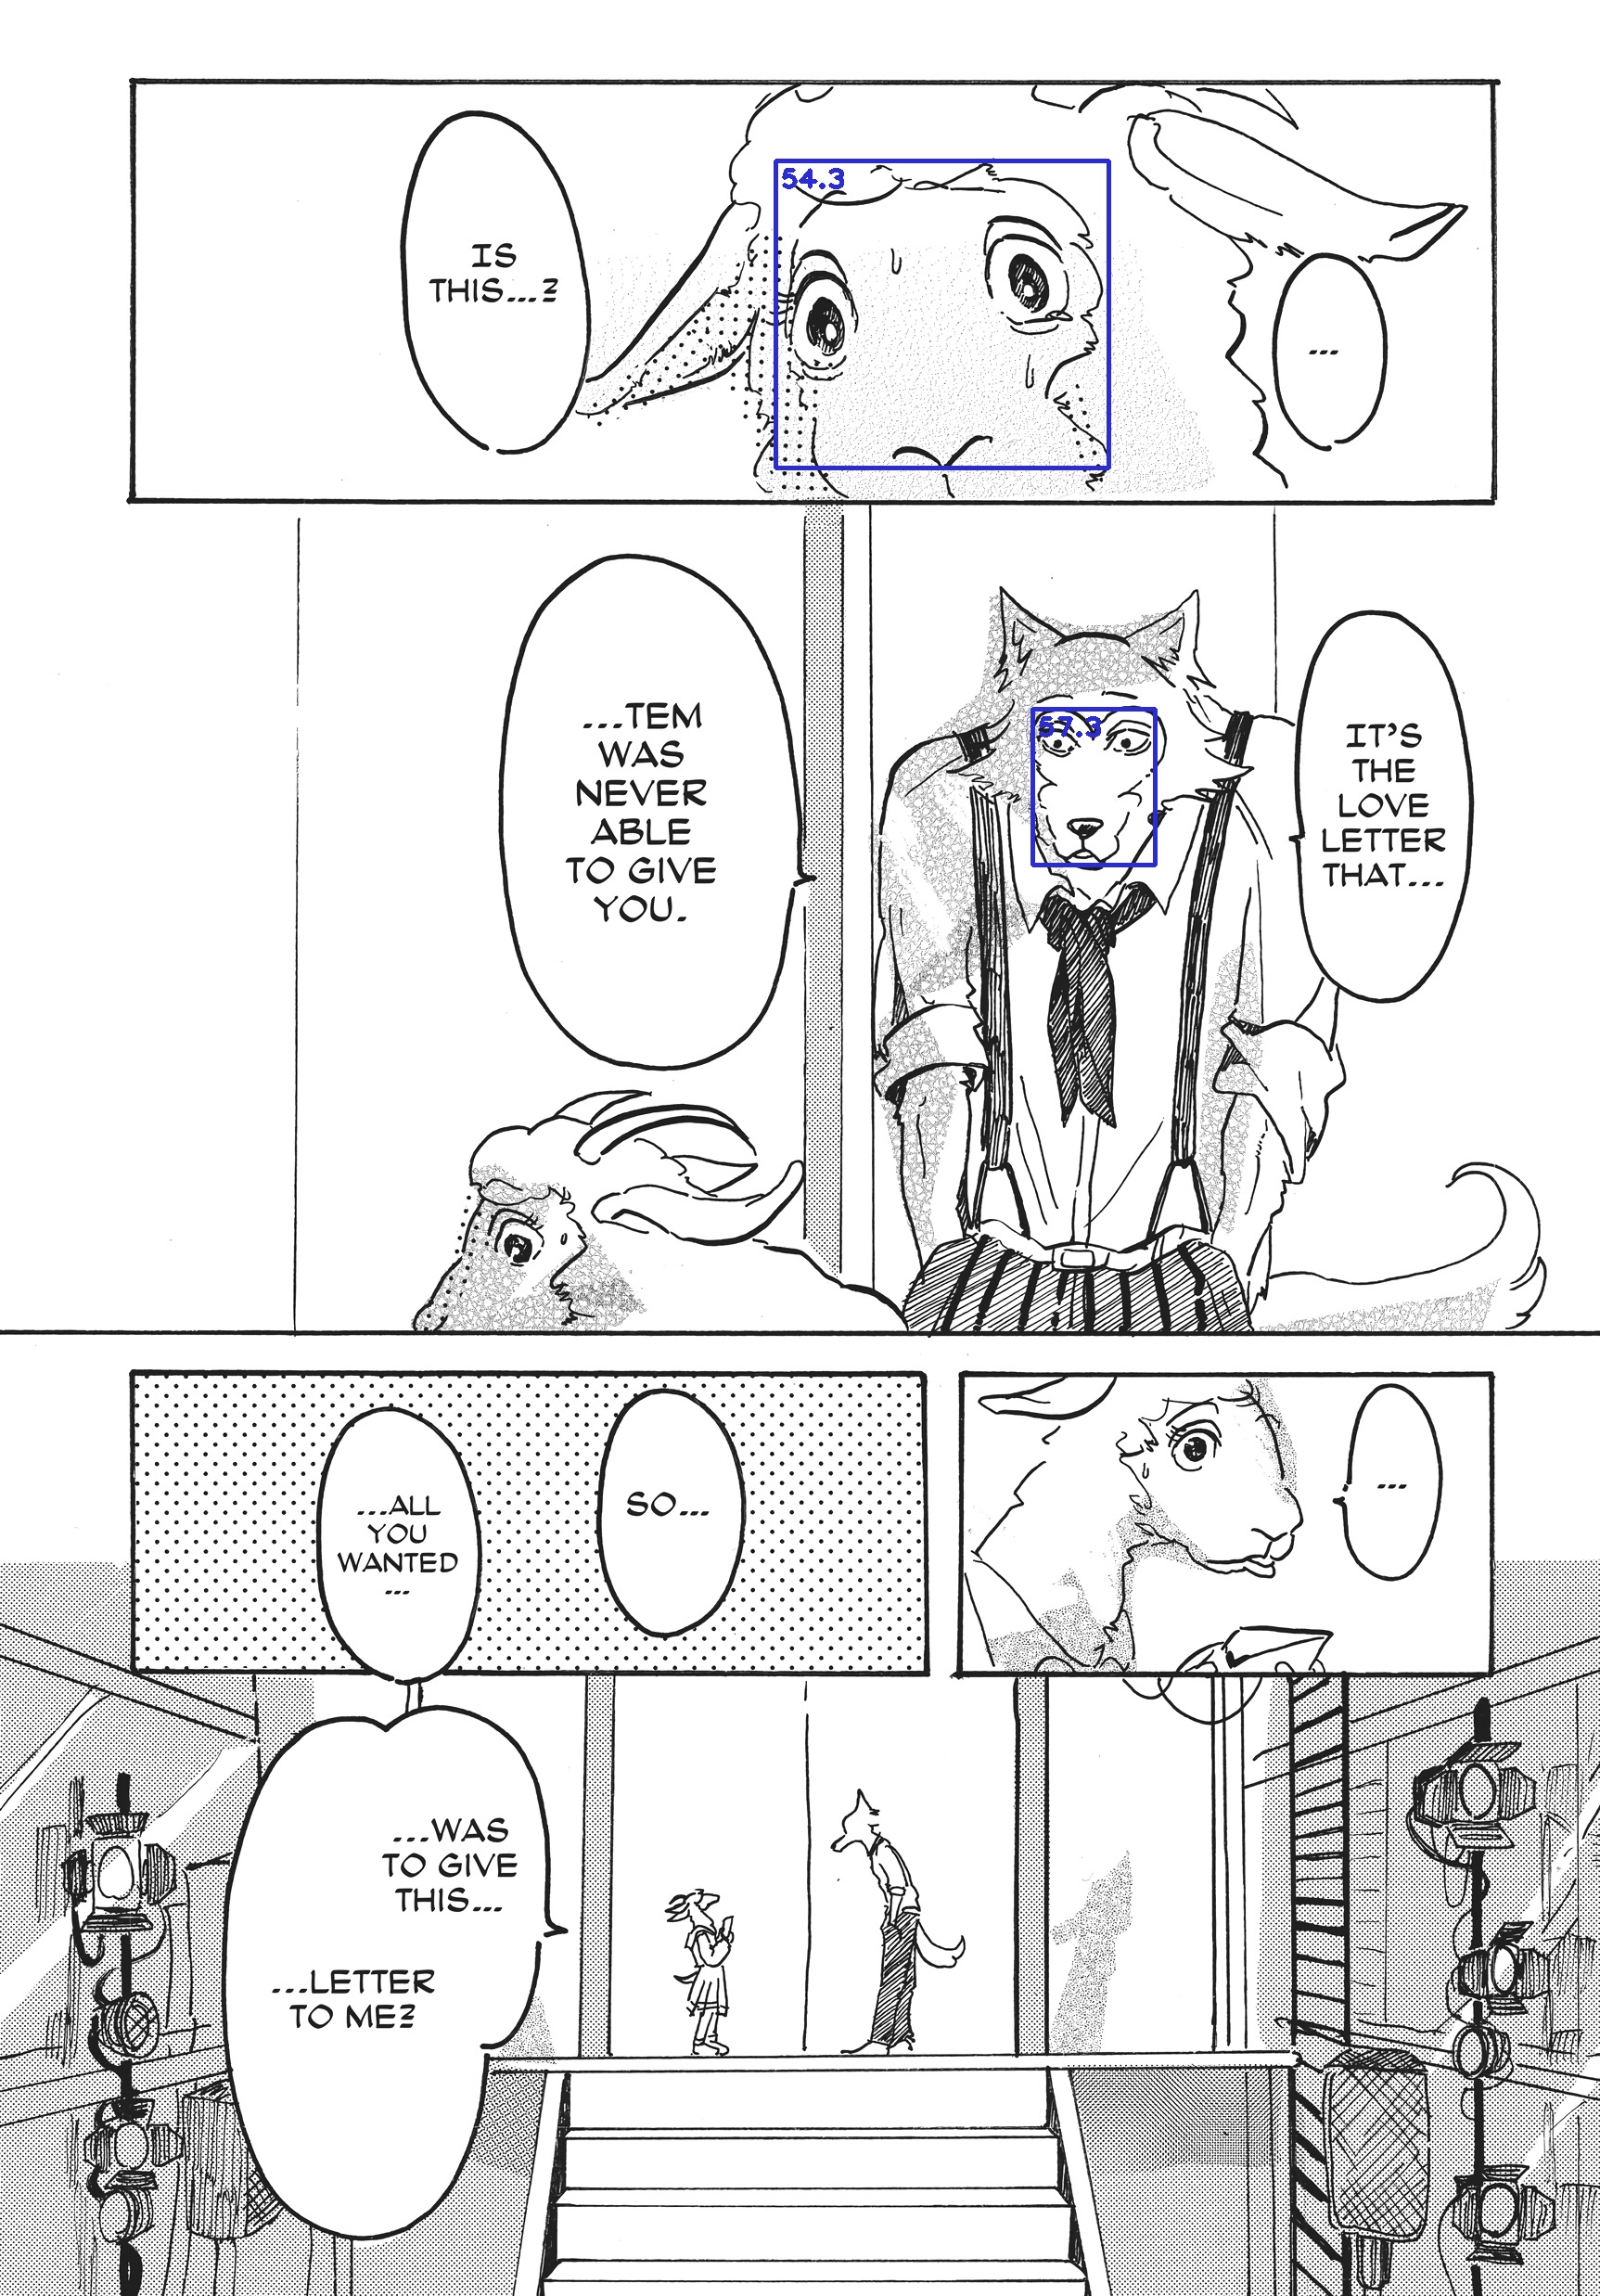 ...
IS
THIS...?
54.3
57.3
IT'S
THE
LOVE
LETTER
THAT...
...TEM
WAS
NEVER
ABLE
TO GIVE
YOU.
...
SO...
...ALL
YOU
WANTED
...
...WAS
TO GIVE
THIS...
...LETTER
TO ME?